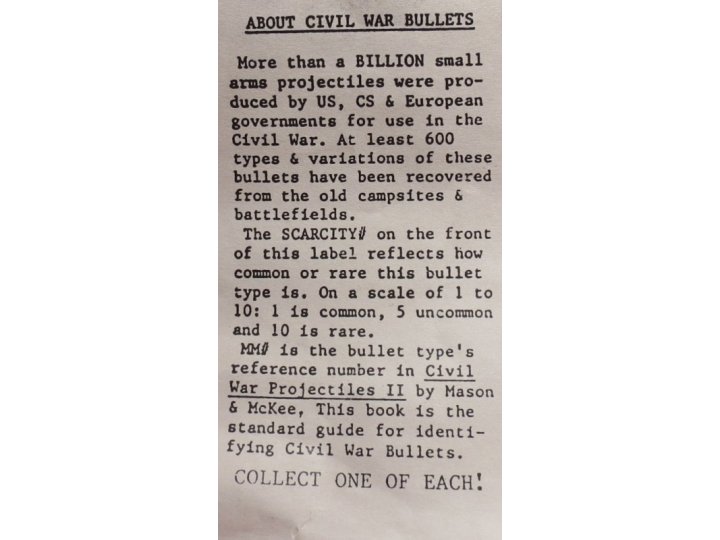 ABOUT CIVIL WAR BULLETS
More than a BILLION small
arms projectiles were pro-
duced by US, CS & European
governments for use in the
Civil War. At least 600
types & variations of these
bullets have been recovered
from the old campsites &
battlefields.
The SCARCITY# on the front
of this label reflects how
common or rare this bullet
type is. On a scale of 1 to
10: 1 is common, 5 uncommon
and 10 is rare.
MM# is the bullet type's
reference number in Civil
War Projectiles II by Mason
& McKee, This book is the
standard guide for identi-
fying Civil War Bullets.
COLLECT ONE OF EACH!